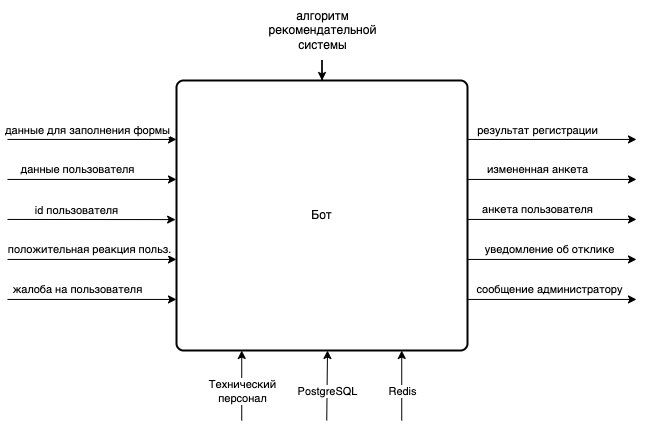 алгоритм
рекомендательной
системы
данные для заполнения формы
результат регистрации
данные пользователя
измененная анкета
id пользователя
Бот
анкета пользователя
положительная реакция польз.
уведомление об отклике
жалоба на пользователя
сообщение администратору
Технический
персонал
PostgreSQL
Redis